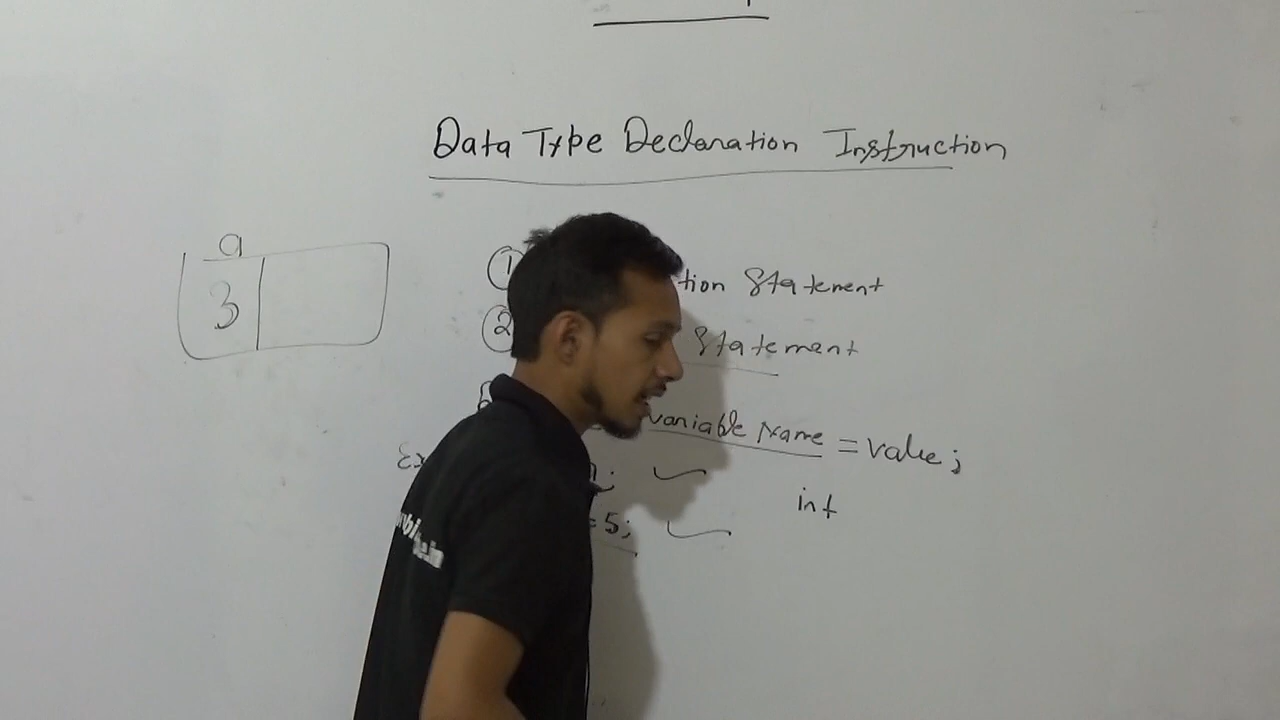 Data Type Declaration Instruction
a
3
1 tion Statement
2 Statement
variable Name = value;
Ex
;
int
=5;